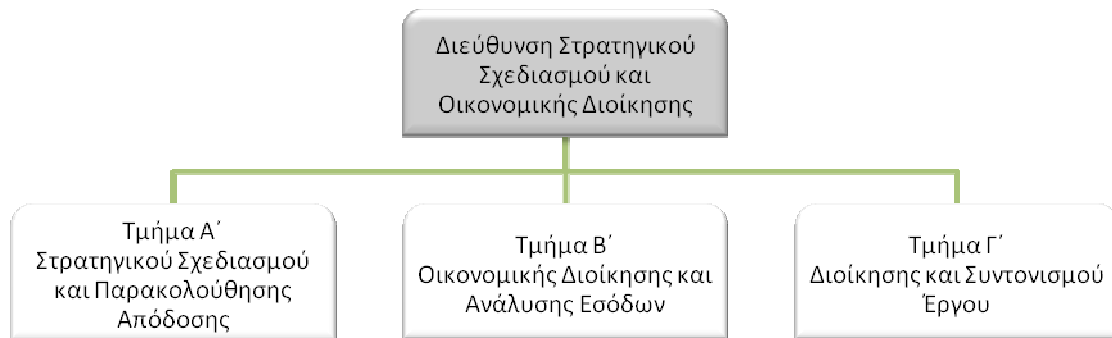 Διεύθυνση Στρατηγικού
Σχεδιασμού και
Οικονομικής Διοίκησης
Τμήμα Α΄
Στρατηγικού Σχεδιασμού
και Παρακολούθησης
Απόδοσης
Τμήμα Β΄
Οικονομικής Διοίκησης και
Ανάλυσης Εσόδων
Τμήμα Γ΄
Διοίκησης και Συντονισμού
Έργου